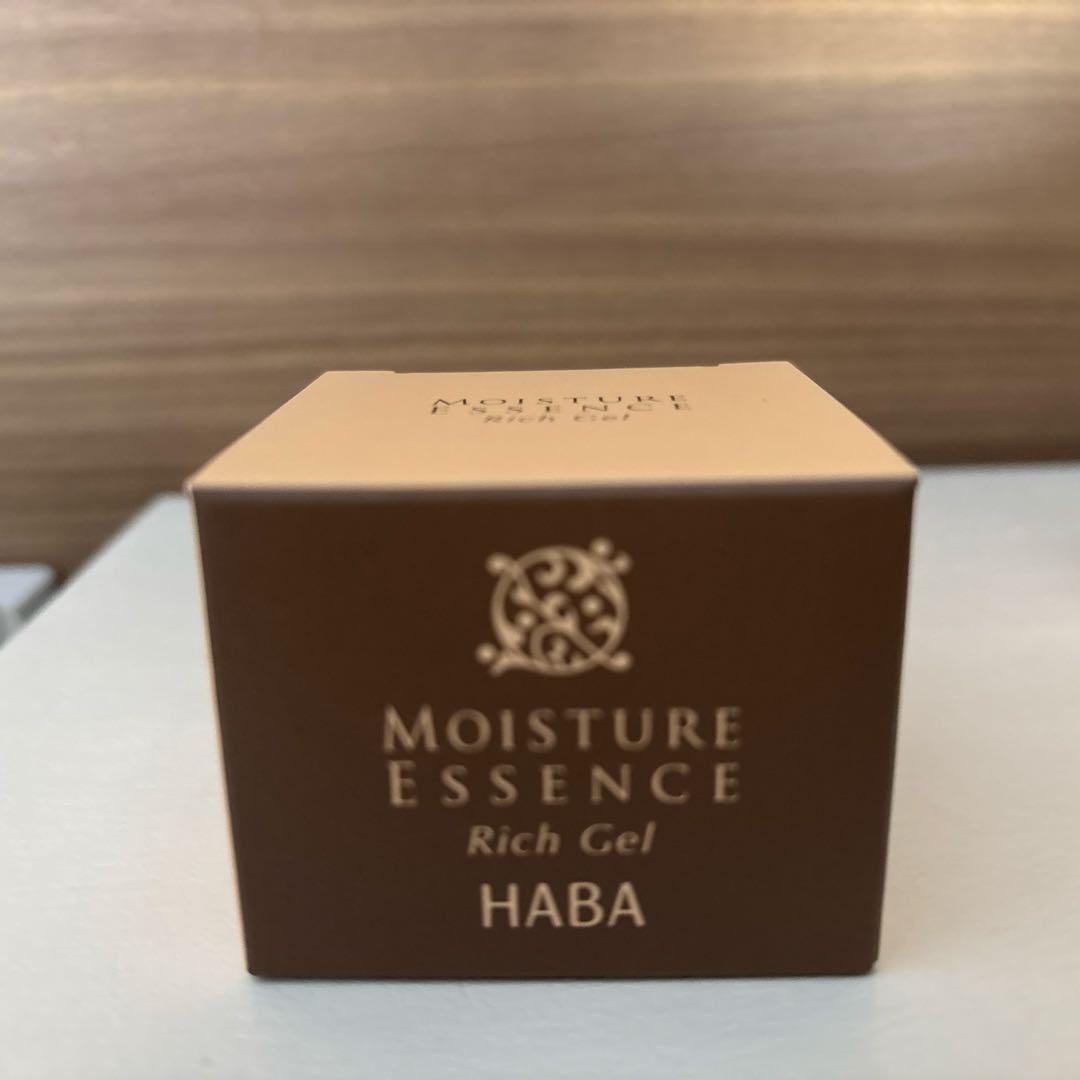 MOISTURE
ESSENCE
Rich Gel
MOISTURE
ESSENCE
Rich Gel
HABA